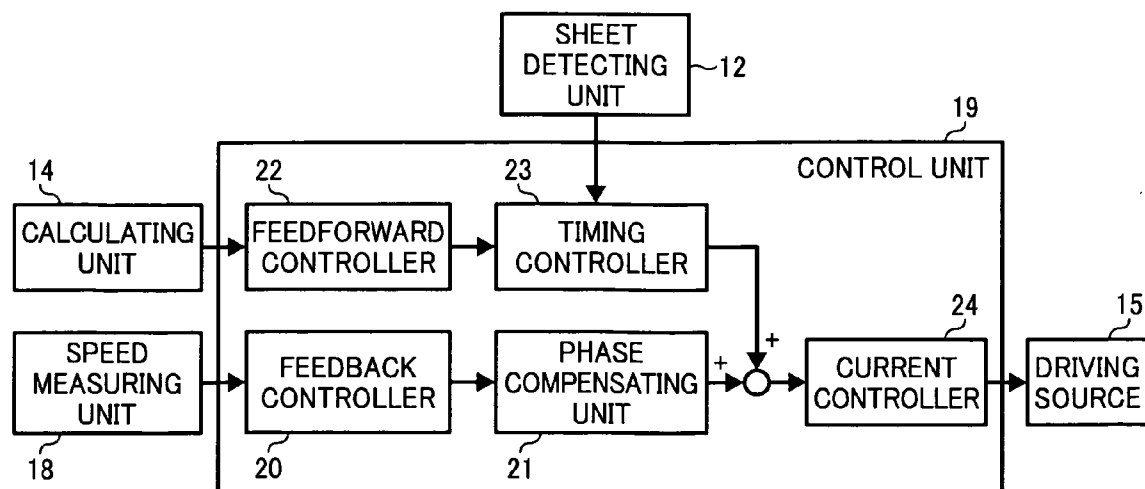 SHEET
DETECTING
UNIT
12
19
CONTROL UNIT
14
22
23
CALCULATING
UNIT
FEEDFORWARD
CONTROLLER
TIMING
CONTROLLER
+
24
15
SPEED
MEASURING
UNIT
FEEDBACK
CONTROLLER
PHASE
COMPENSATING
UNIT
+
CURRENT
CONTROLLER
DRIVING
SOURCE
18
20
21